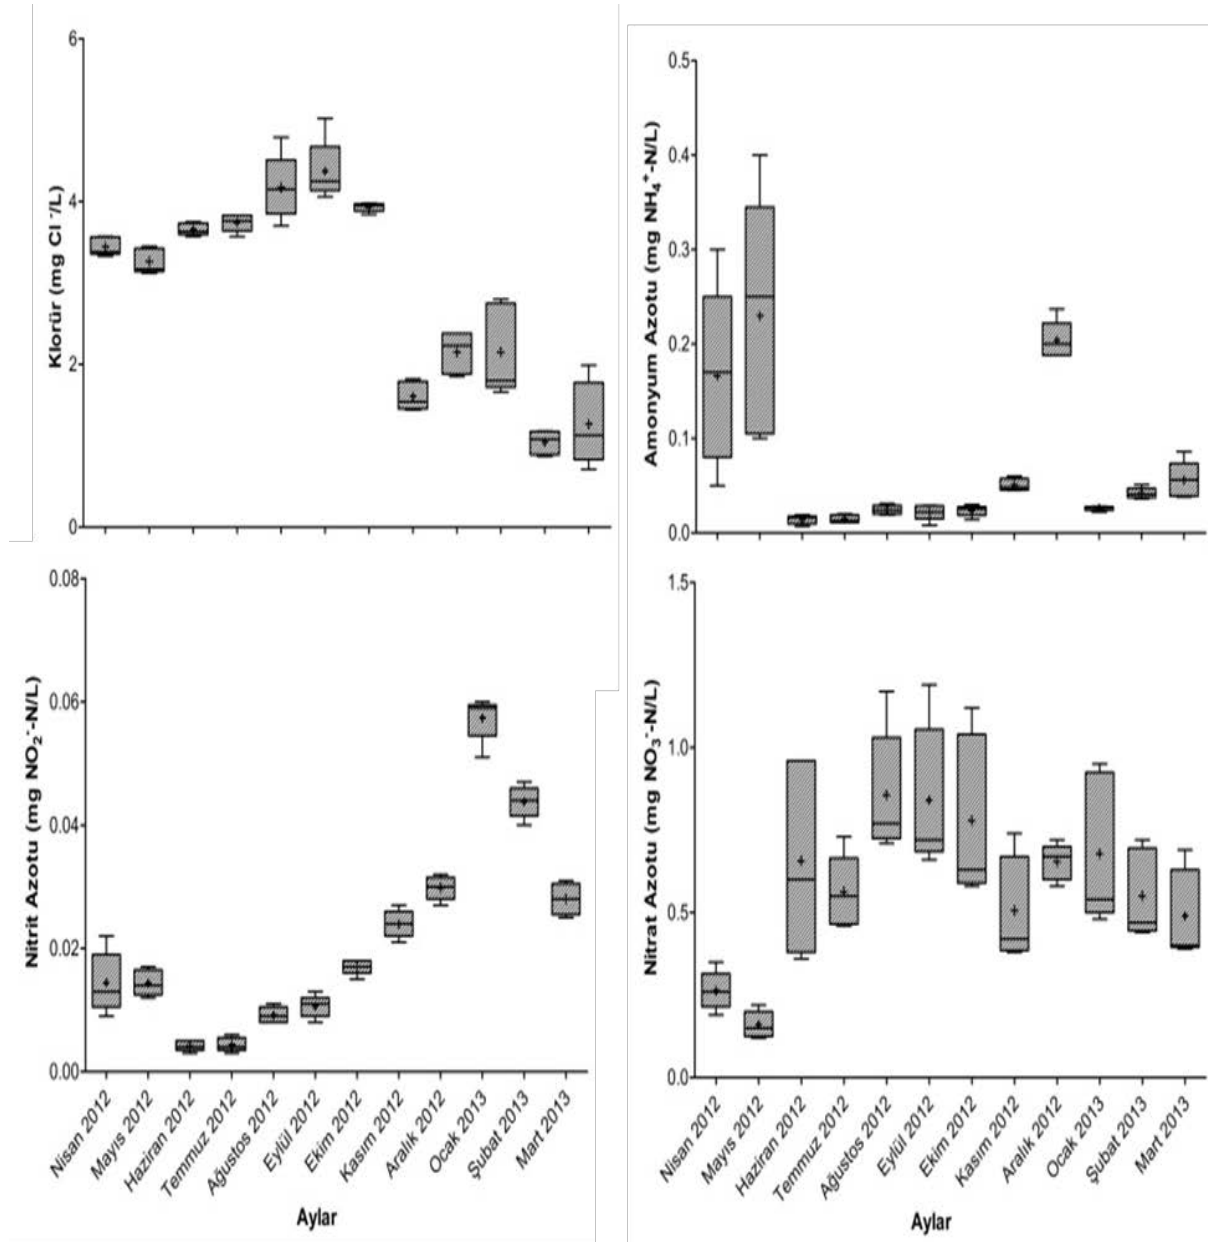 Klorür (mg Cl⁻/L)
6
4
2
0
Amonyum Azotu (mg NH₄⁺-N/L)
0.5
0.4
0.3
0.2
0.1
0.0
Nitrit Azotu (mg NO₂⁻-N/L)
0.08
0.06
0.04
0.02
0.00
Nisan 2012
Mayıs 2012
Haziran 2012
Temmuz 2012
Ağustos 2012
Eylül 2012
Ekim 2012
Kasım 2012
Aralık 2012
Ocak 2013
Şubat 2013
Mart 2013
Aylar
Nitrat Azotu (mg NO₃⁻-N/L)
1.5
1.0
0.5
0.0
Nisan 2012
Mayıs 2012
Haziran 2012
Temmuz 2012
Ağustos 2012
Eylül 2012
Ekim 2012
Kasım 2012
Aralık 2012
Ocak 2013
Şubat 2013
Mart 2013
Aylar